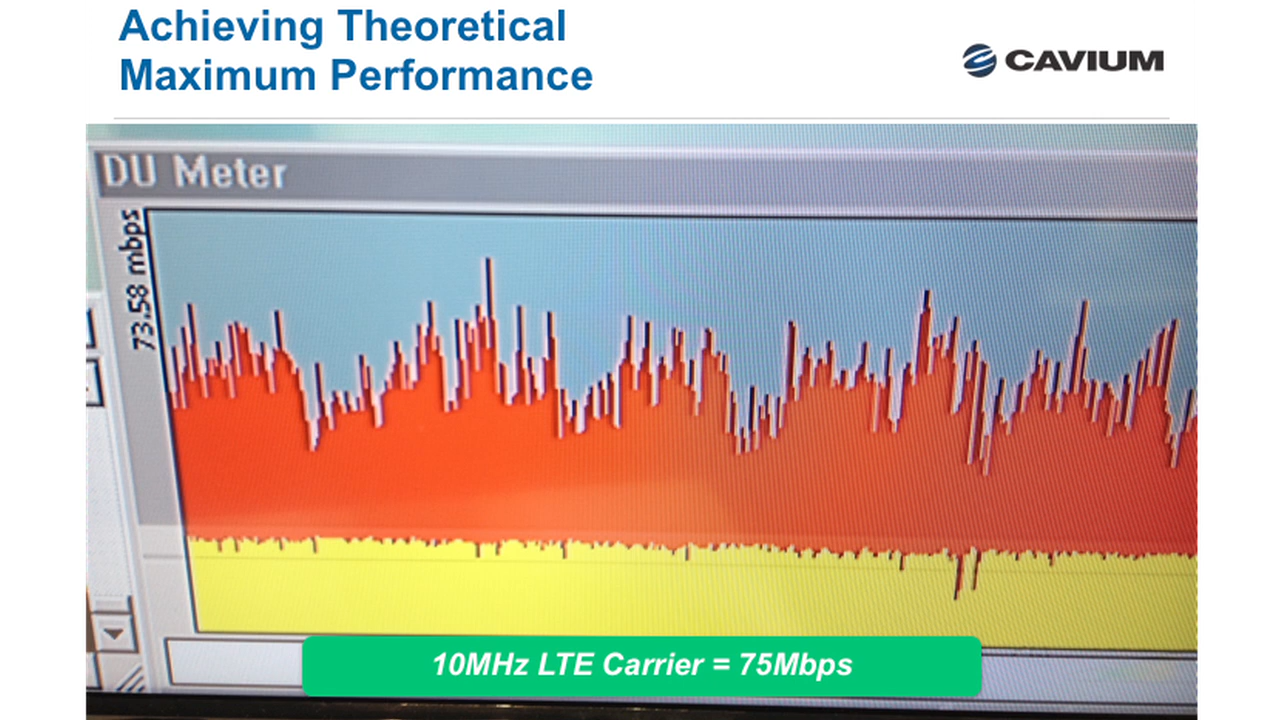 Achieving Theoretical
Maximum Performance
CAVIUM
DU Meter
73.58 mbps
10MHz LTE Carrier = 75Mbps